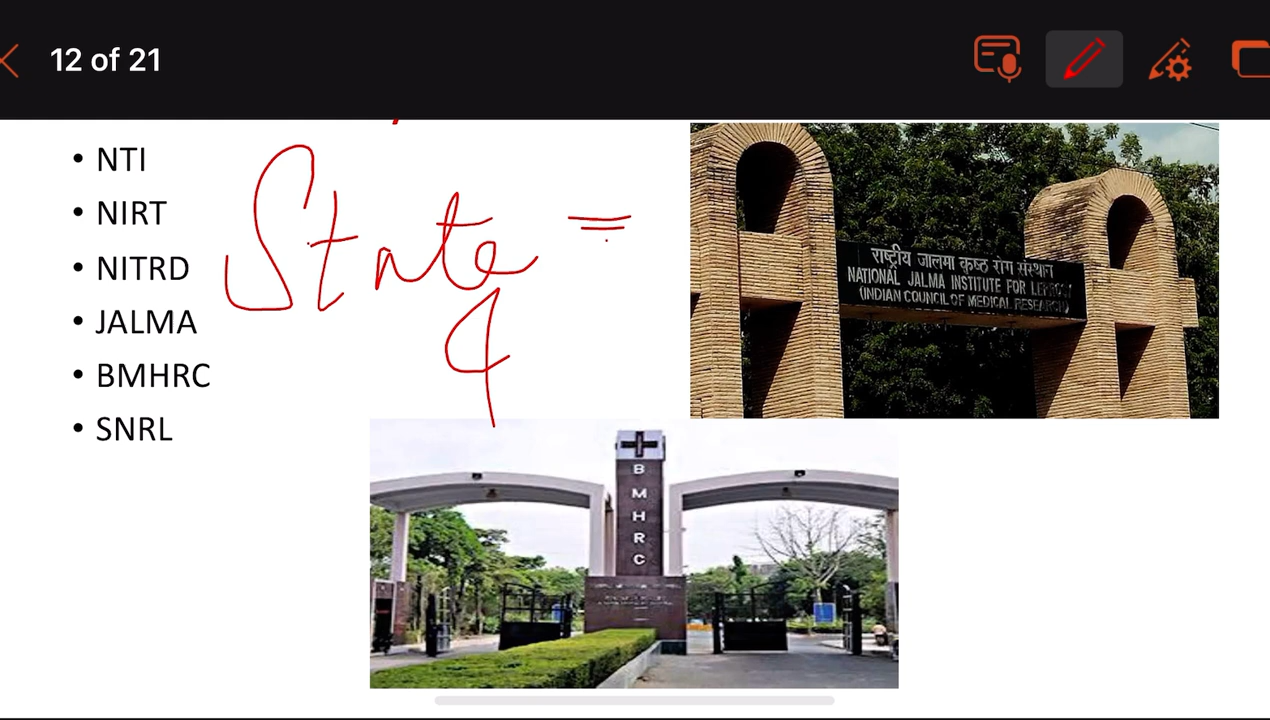 12 of 21
• NTI
• NIRT
• NITRD
• JALMA
• BMHRC
• SNRL
State =
4
राष्ट्रीय जालमा कुष्ठ रोग संस्थान
NATIONAL JALMA INSTITUTE FOR LEPROSY
(INDIAN COUNCIL OF MEDICAL RESEARCH)
B
M
H
R
C